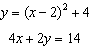 y = (x − 2)² + 4
4x + 2y = 14